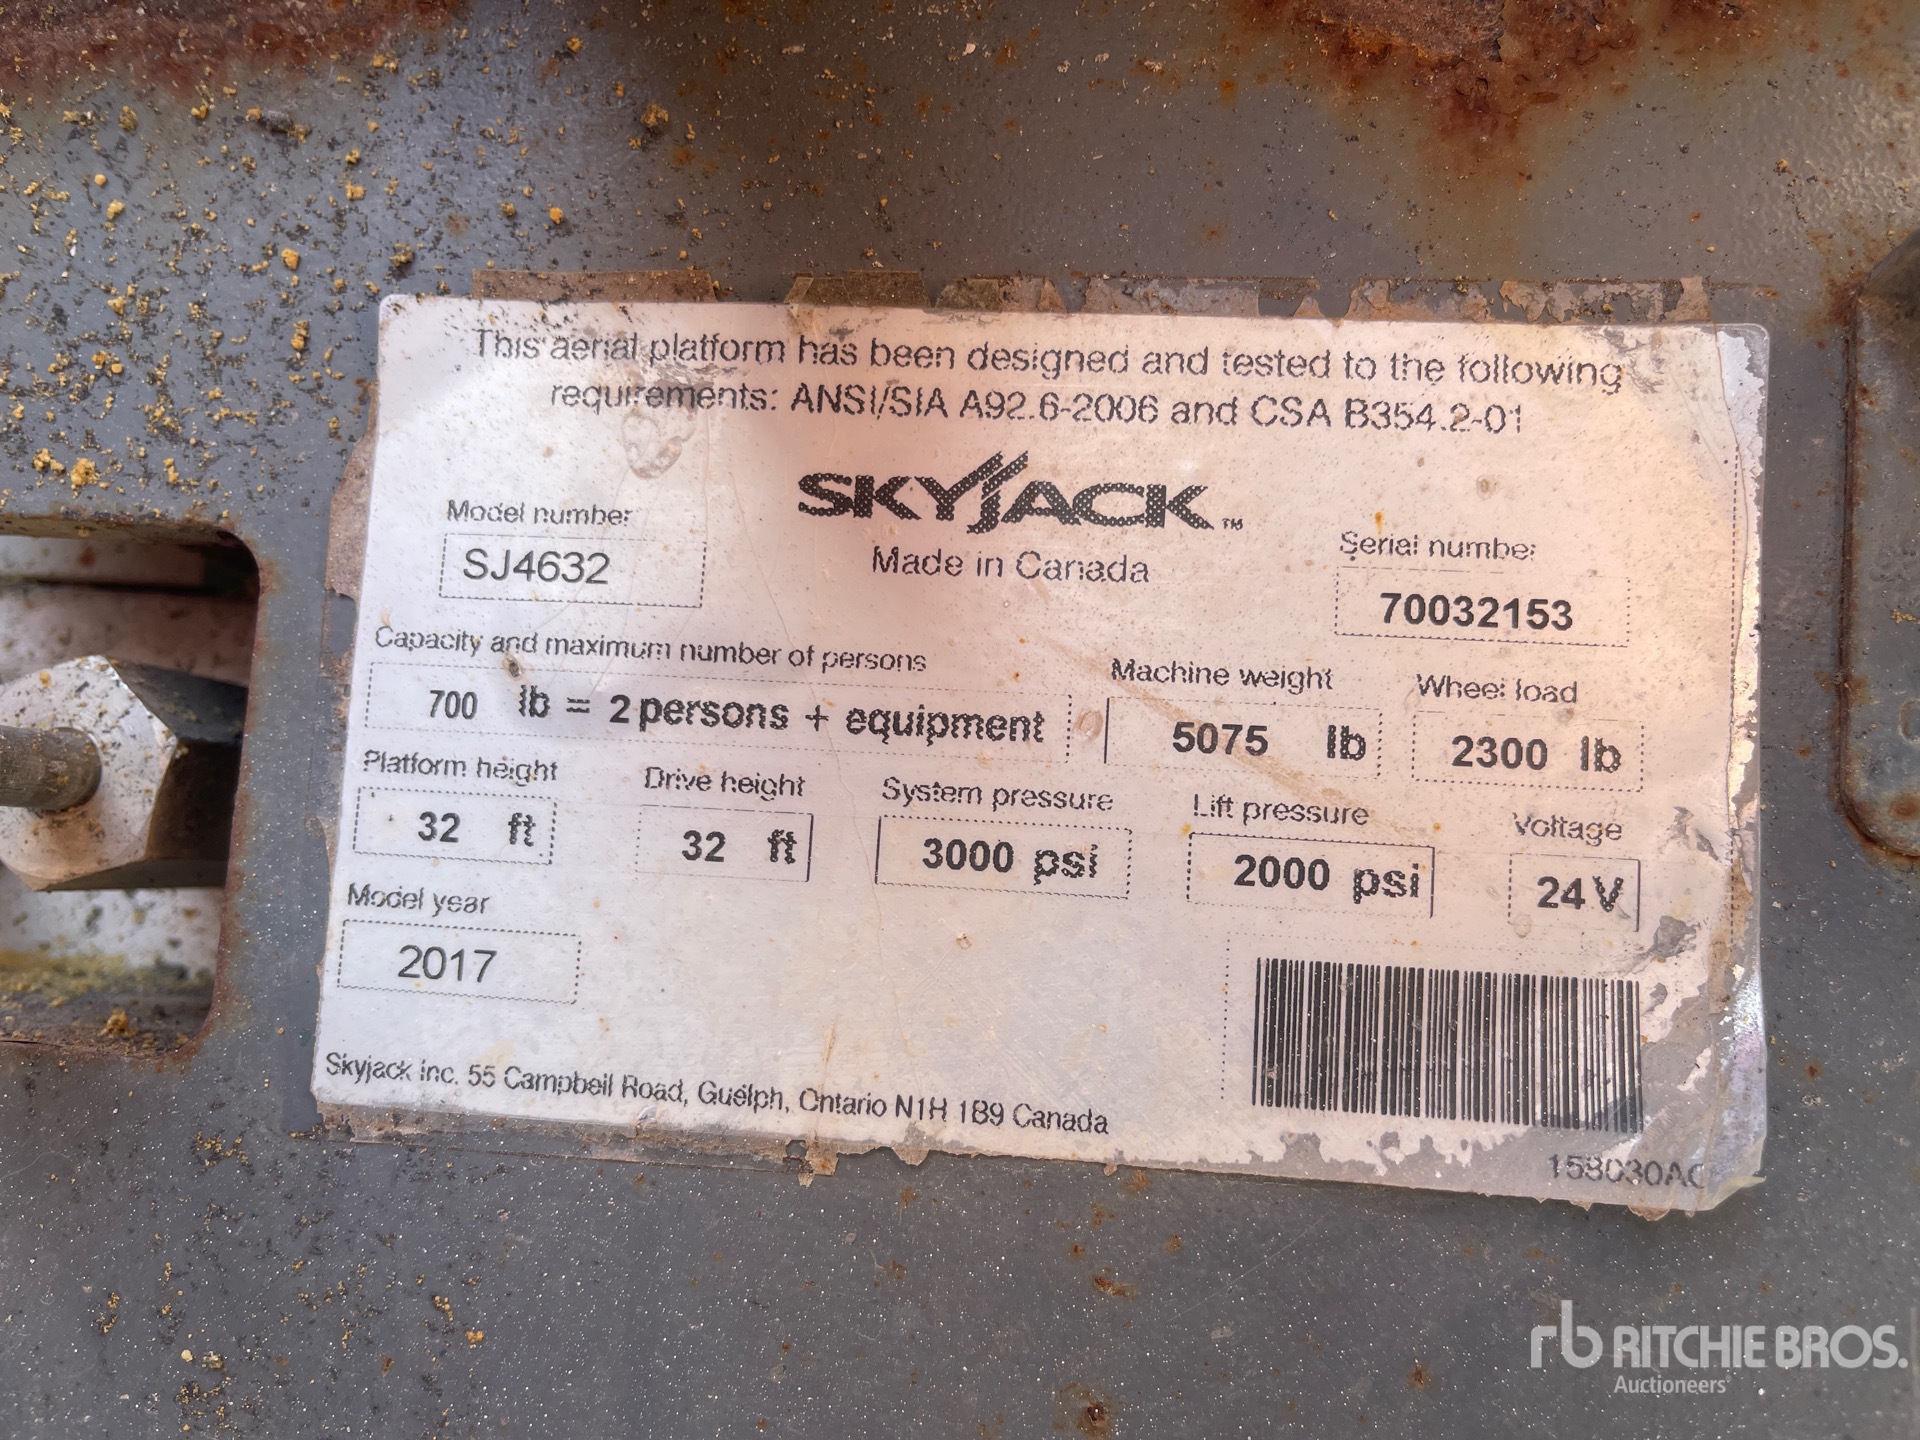 This aerial platform has been designed and tested to the following
requirements: ANSI/SIA A92.6-2006 and CSA B354.2-01
SKYJACK™
Made in Canada
Model number
SJ4632
Serial number
70032153
Capacity and maximum number of persons
700 lb = 2 persons + equipment
Machine weight
5075 lb
Wheel load
2300 lb
Platform height
32 ft
Drive height
32 ft
System pressure
3000 psi
Lift pressure
2000 psi
Voltage
24 V
Model year
2017
Skyjack Inc. 55 Campbell Road, Guelph, Ontario N1H 1B9 Canada
rb RITCHIE BROS.
Auctioneers